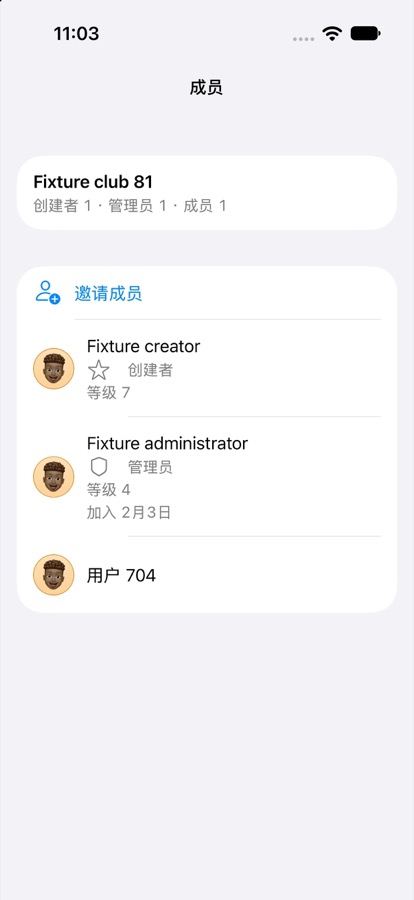 11:03
成员
Fixture club 81
创建者 1 · 管理员 1 · 成员 1
邀请成员
Fixture creator
创建者
等级 7
Fixture administrator
管理员
等级 4
加入 2月3日
用户 704